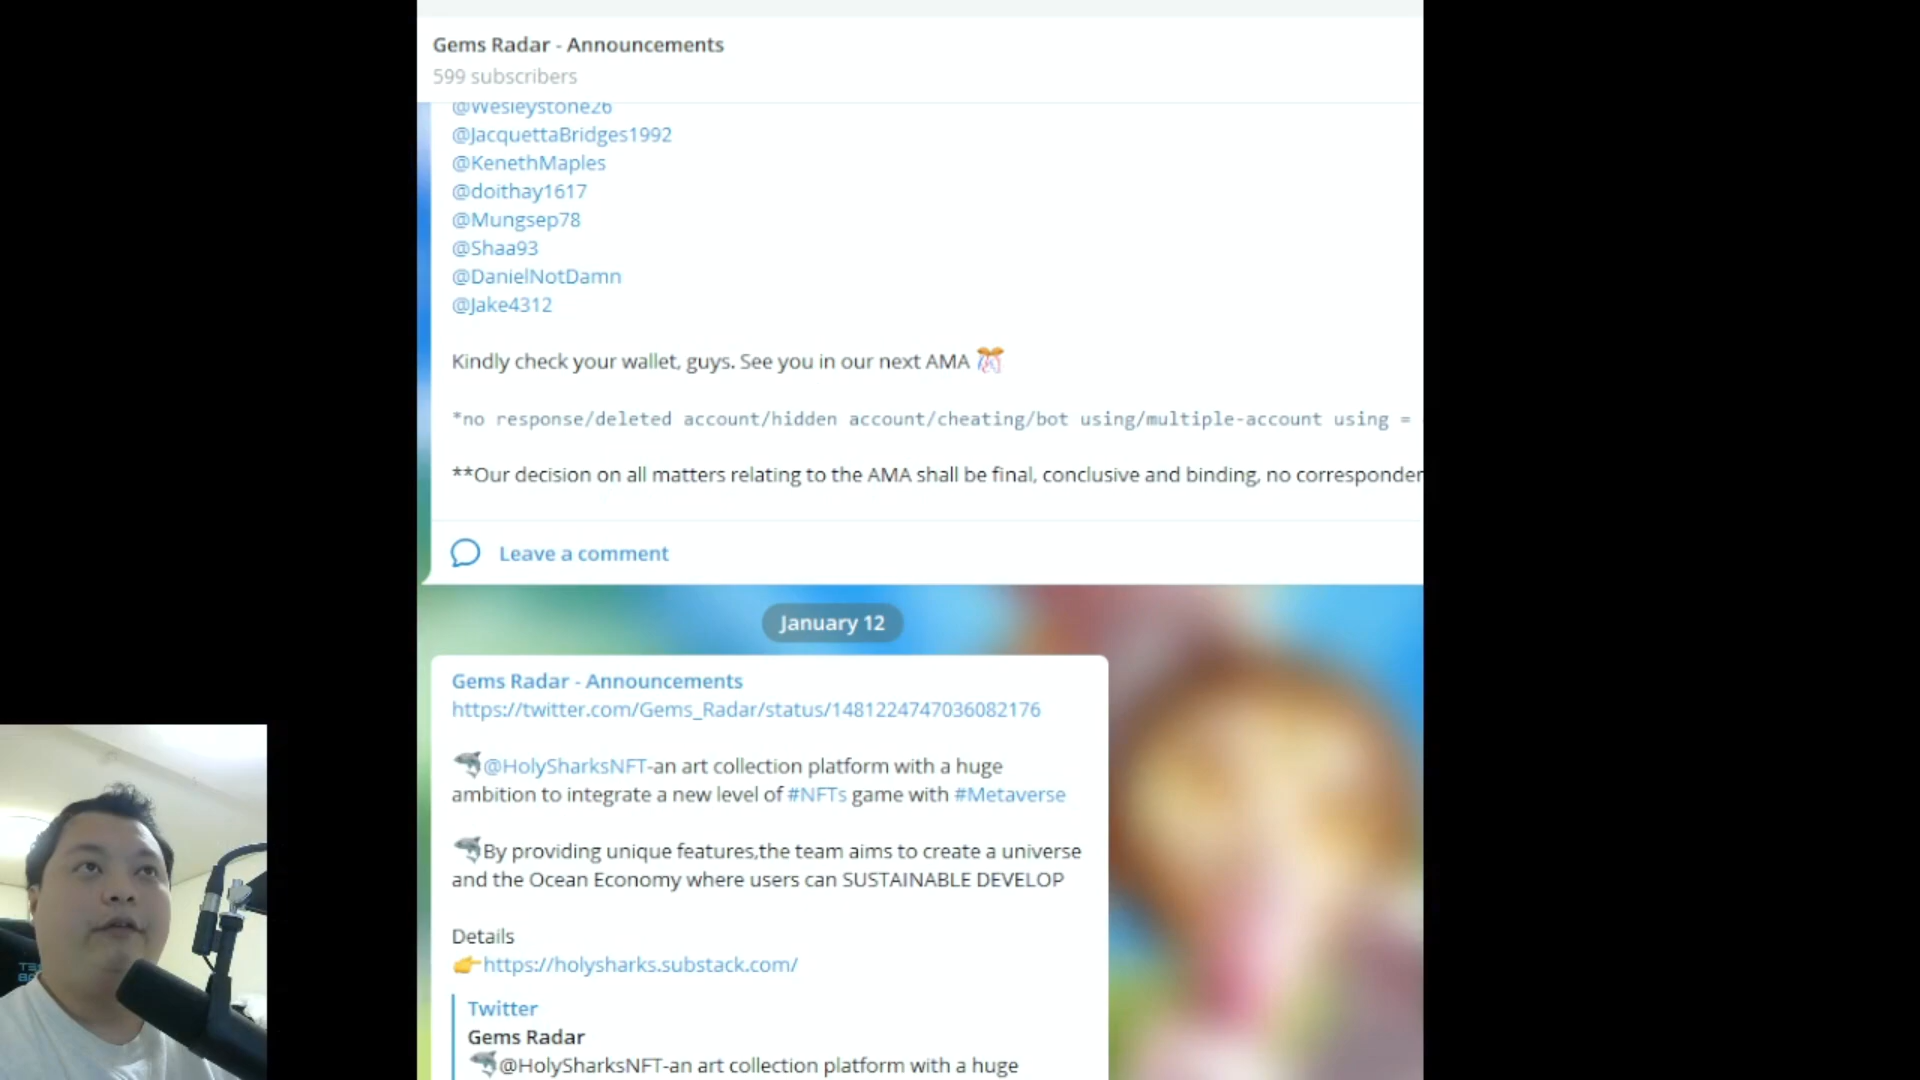 Gems Radar - Announcements
599 subscribers
@Wesleystone26
@JacquettaBridges1992
@KenethMaples
@doithay1617
@Mungsep78
@Shaa93
@DanielNotDamn
@Jake4312
Kindly check your wallet, guys. See you in our next AMA
*no response/deleted account/hidden account/cheating/bot using/multiple-account using =
**Our decision on all matters relating to the AMA shall be final, conclusive and binding, no corresponden
Leave a comment
January 12
Gems Radar - Announcements
https://twitter.com/Gems_Radar/status/1481224747036082176
🦈@HolySharksNFT-an art collection platform with a huge
ambition to integrate a new level of #NFTs game with #Metaverse
🦈By providing unique features,the team aims to create a universe
and the Ocean Economy where users can SUSTAINABLE DEVELOP
Details
👉https://holysharks.substack.com/
Twitter
Gems Radar
🦈@HolySharksNFT-an art collection platform with a huge